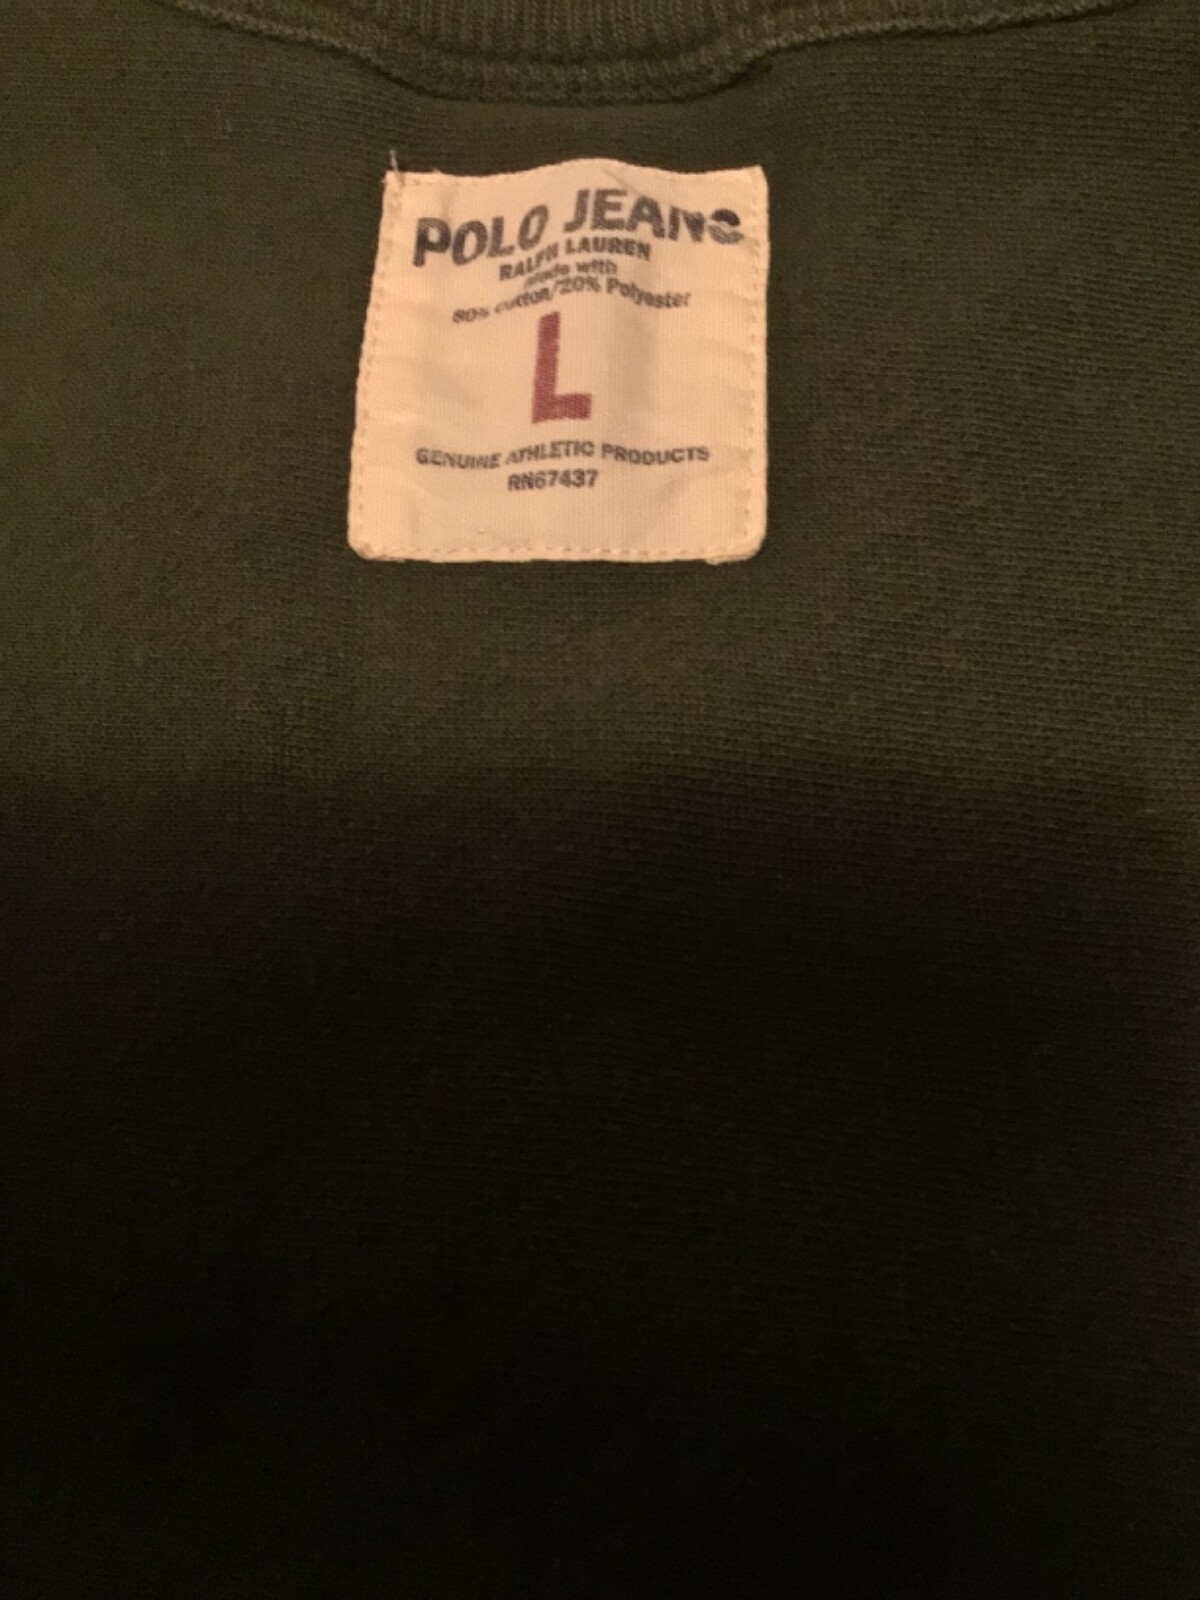 POLO JEANS
RALPH LAUREN
Made with
80% Cotton/20% Polyester
L
GENUINE ATHLETIC PRODUCTS
RN67437